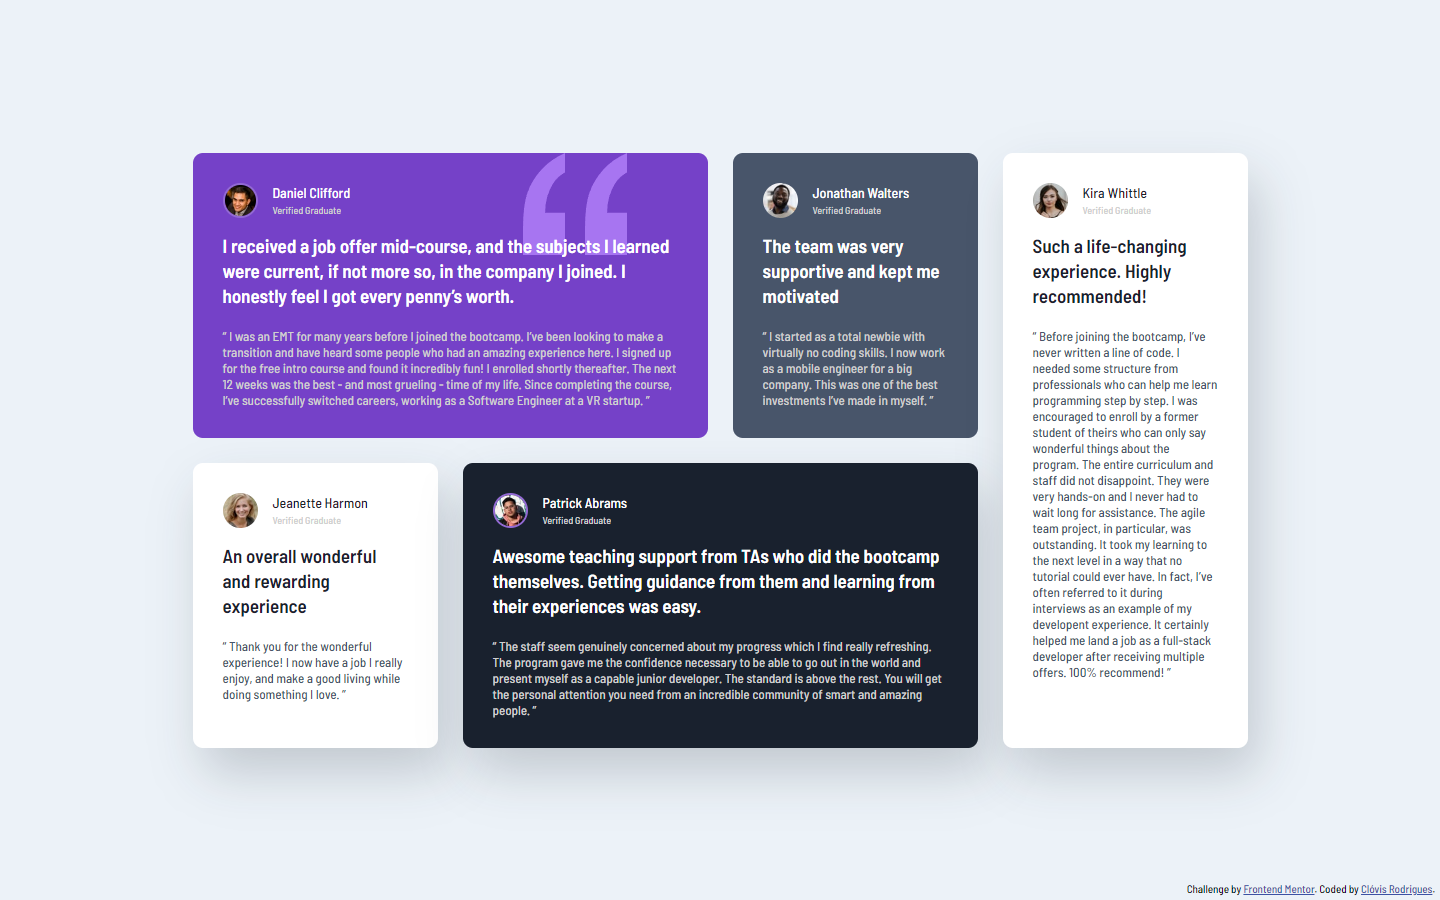 Daniel Clifford
Verified Graduate
I received a job offer mid-course, and the subjects I learned
were current, if not more so, in the company I joined. I
honestly feel I got every penny’s worth.
“ I was an EMT for many years before I joined the bootcamp. I’ve been looking to make a
transition and have heard some people who had an amazing experience here. I signed up
for the free intro course and found it incredibly fun! I enrolled shortly thereafter. The next
12 weeks was the best - and most grueling - time of my life. Since completing the course,
I’ve successfully switched careers, working as a Software Engineer at a VR startup. ”
Jonathan Walters
Verified Graduate
The team was very
supportive and kept me
motivated
“ I started as a total newbie with
virtually no coding skills. I now work
as a mobile engineer for a big
company. This was one of the best
investments I’ve made in myself. ”
Kira Whittle
Verified Graduate
Such a life-changing
experience. Highly
recommended!
“ Before joining the bootcamp, I’ve
never written a line of code. I
needed some structure from
professionals who can help me learn
programming step by step. I was
encouraged to enroll by a former
student of theirs who can only say
wonderful things about the
program. The entire curriculum and
staff did not disappoint. They were
very hands-on and I never had to
wait long for assistance. The agile
team project, in particular, was
outstanding. It took my learning to
the next level in a way that no
tutorial could ever have. In fact, I’ve
often referred to it during
interviews as an example of my
developent experience. It certainly
helped me land a job as a full-stack
developer after receiving multiple
offers. 100% recommend! ”
Jeanette Harmon
Verified Graduate
An overall wonderful
and rewarding
experience
“ Thank you for the wonderful
experience! I now have a job I really
enjoy, and make a good living while
doing something I love. ”
Patrick Abrams
Verified Graduate
Awesome teaching support from TAs who did the bootcamp
themselves. Getting guidance from them and learning from
their experiences was easy.
“ The staff seem genuinely concerned about my progress which I find really refreshing.
The program gave me the confidence necessary to be able to go out in the world and
present myself as a capable junior developer. The standard is above the rest. You will get
the personal attention you need from an incredible community of smart and amazing
people. ”
Challenge by Frontend Mentor. Coded by Clóvis Rodrigues.